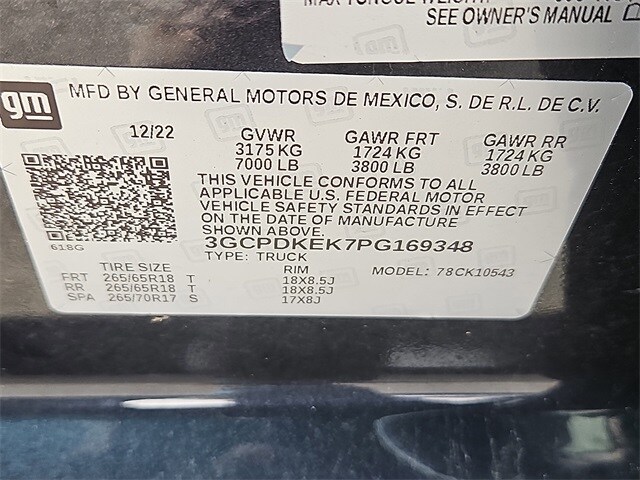 SEE OWNER'S MANUAL
gm
MFD BY GENERAL MOTORS DE MEXICO, S. DE R.L. DE C.V.
12/22 GVWR GAWR FRT GAWR RR
3175 KG 1724 KG 1724 KG
7000 LB 3800 LB 3800 LB
THIS VEHICLE CONFORMS TO ALL
APPLICABLE U.S. FEDERAL MOTOR
VEHICLE SAFETY STANDARDS IN EFFECT
ON THE DATE OF MANUFACTURE
SHOWN ABOVE.
618G 3GCPDKEK7PG169348
TYPE: TRUCK
TIRE SIZE RIM MODEL: 78CK10543
FRT 265/65R18 T 18X8.5J
RR 265/65R18 T 18X8.5J
SPA 265/70R17 S 17X8J